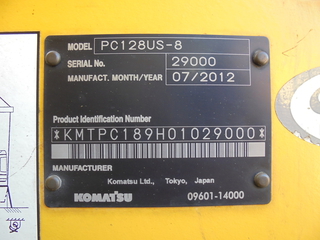 MODEL PC128US-8
SERIAL NO. 29000
MANUFACT. MONTH/YEAR 07/2012
Product Identification Number
*KMTPC189H01029000*
MANUFACTURER
Komatsu Ltd., Tokyo, Japan
KOMATSU 09601-14000